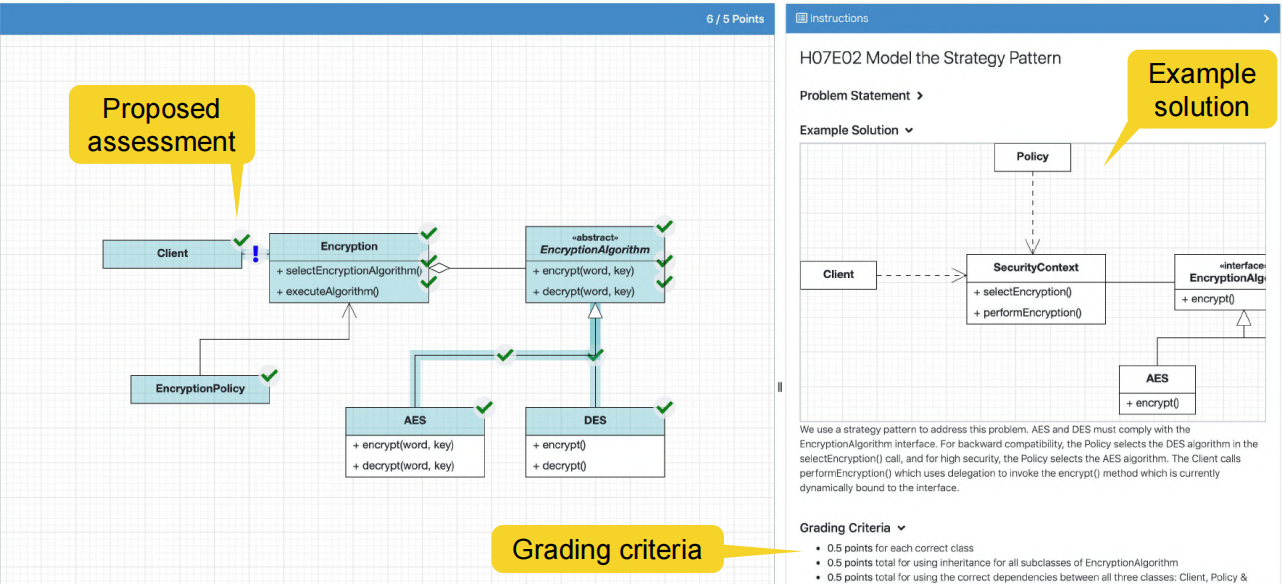 6 / 5 Points
Proposed
assessment
Client
!
Encryption
+ selectEncryptionAlgorithm()
+ executeAlgorithm()
«abstract»
EncryptionAlgorithm
+ encrypt(word, key)
+ decrypt(word, key)
EncryptionPolicy
AES
+ encrypt(word, key)
+ decrypt(word, key)
DES
+ encrypt()
+ decrypt()
Instructions
H07E02 Model the Strategy Pattern
Problem Statement
Example Solution
Example
solution
Policy
Client
SecurityContext
+ selectEncryption()
+ performEncryption()
«interface
EncryptionAlg
+ encrypt()
AES
+ encrypt()
We use a strategy pattern to address this problem. AES and DES must comply with the
EncryptionAlgorithm interface. For backward compatibility, the Policy selects the DES algorithm in the
selectEncryption() call, and for high security, the Policy selects the AES algorithm. The Client calls
performEncryption() which uses delegation to invoke the encrypt() method which is currently
dynamically bound to the interface.
Grading criteria
Grading Criteria
• 0.5 points for each correct class
• 0.5 points total for using inheritance for all subclasses of EncryptionAlgorithm
• 0.5 points total for using the correct dependencies between all three classes: Client, Policy &